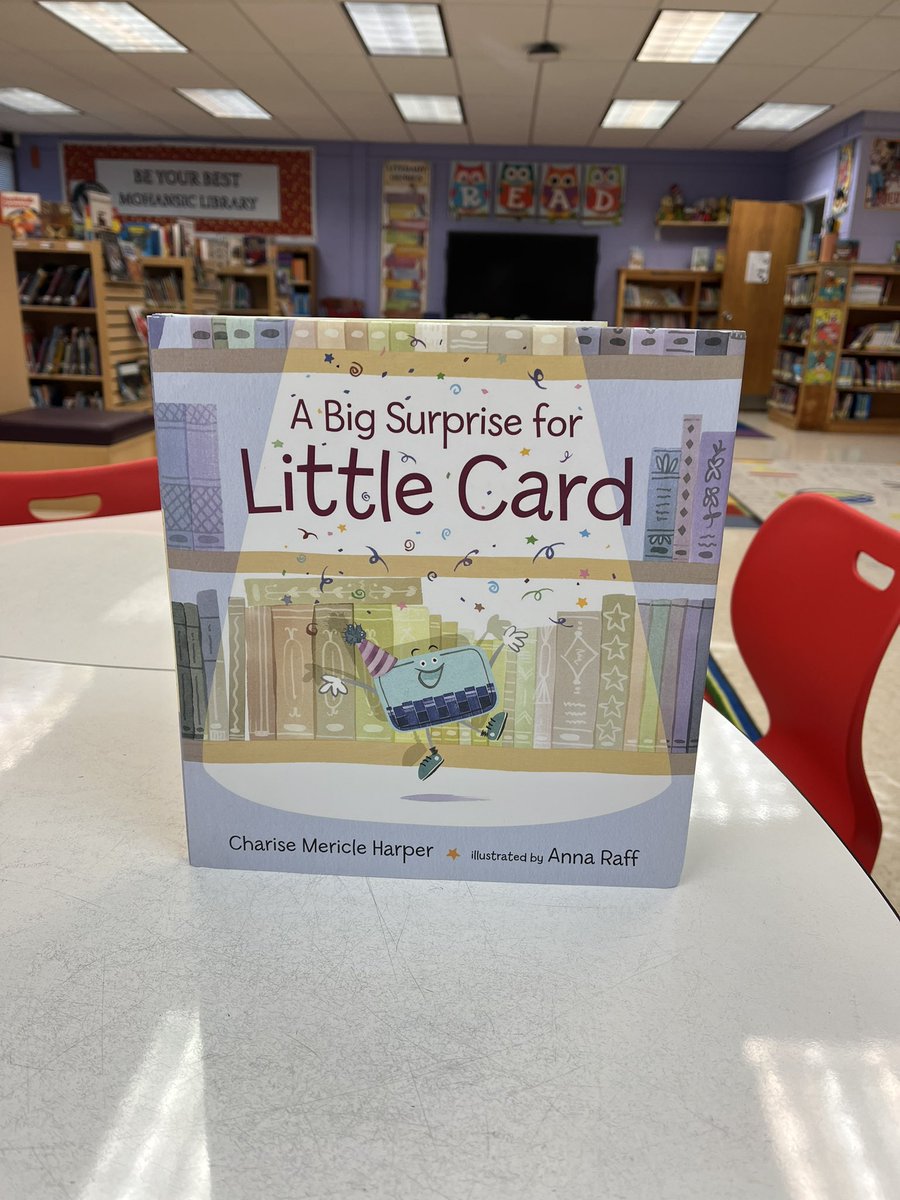 BE YOUR BEST
MOHANSIC LIBRARY
READ
A Big Surprise for
Little Card
Charise Mericle Harper
illustrated by Anna Raff